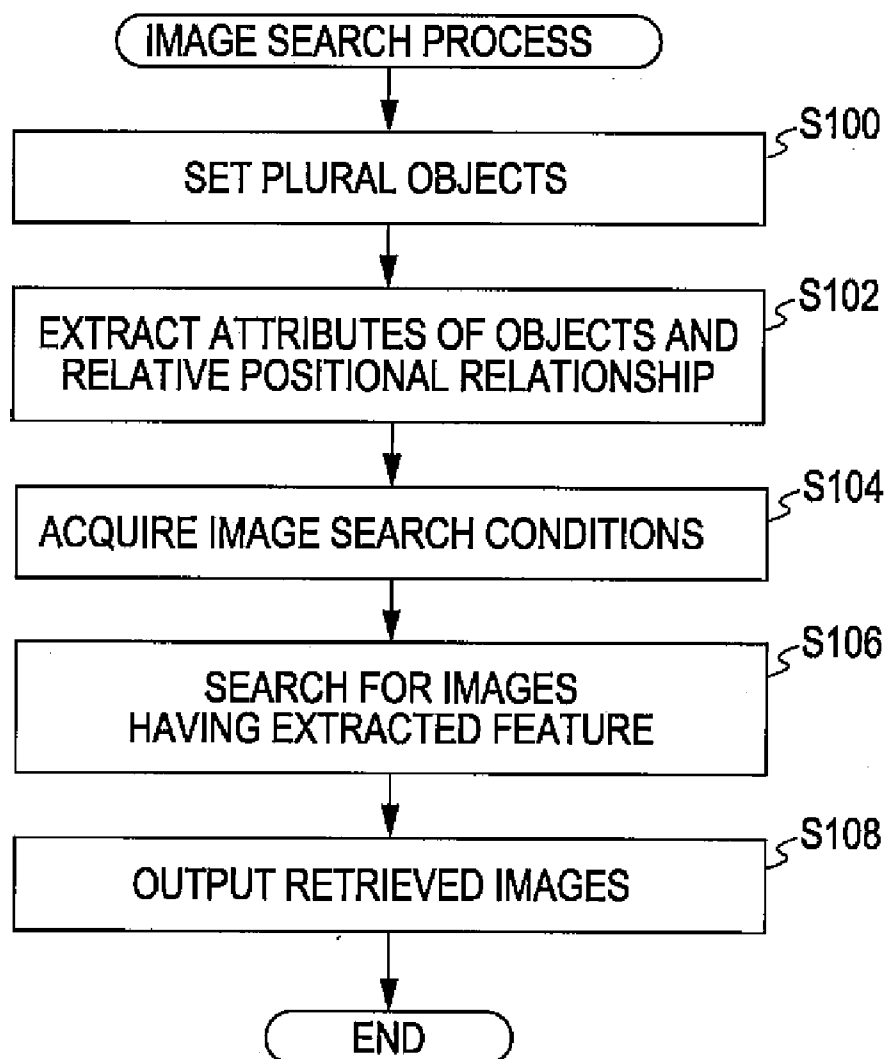 IMAGE SEARCH PROCESS
S100
SET PLURAL OBJECTS
S102
EXTRACT ATTRIBUTES OF OBJECTS AND
RELATIVE POSITIONAL RELATIONSHIP
S104
ACQUIRE IMAGE SEARCH CONDITIONS
S106
SEARCH FOR IMAGES
HAVING EXTRACTED FEATURE
S108
OUTPUT RETRIEVED IMAGES
END